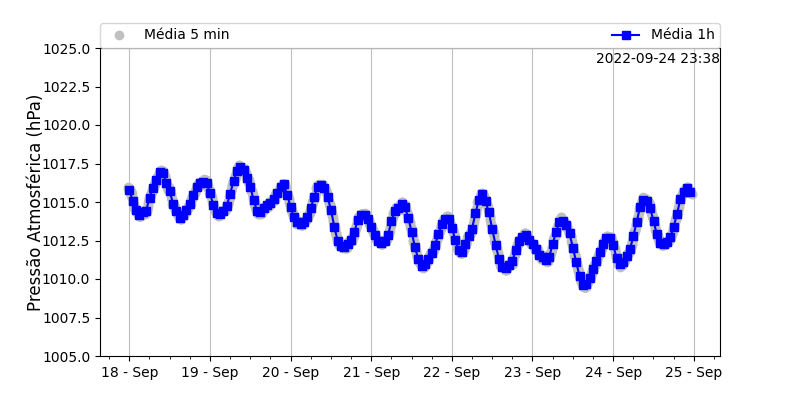 Média 5 min
Média 1h
2022-09-24 23:38
Pressão Atmosférica (hPa)
1025.0
1022.5
1020.0
1017.5
1015.0
1012.5
1010.0
1007.5
1005.0
18 - Sep
19 - Sep
20 - Sep
21 - Sep
22 - Sep
23 - Sep
24 - Sep
25 - Sep